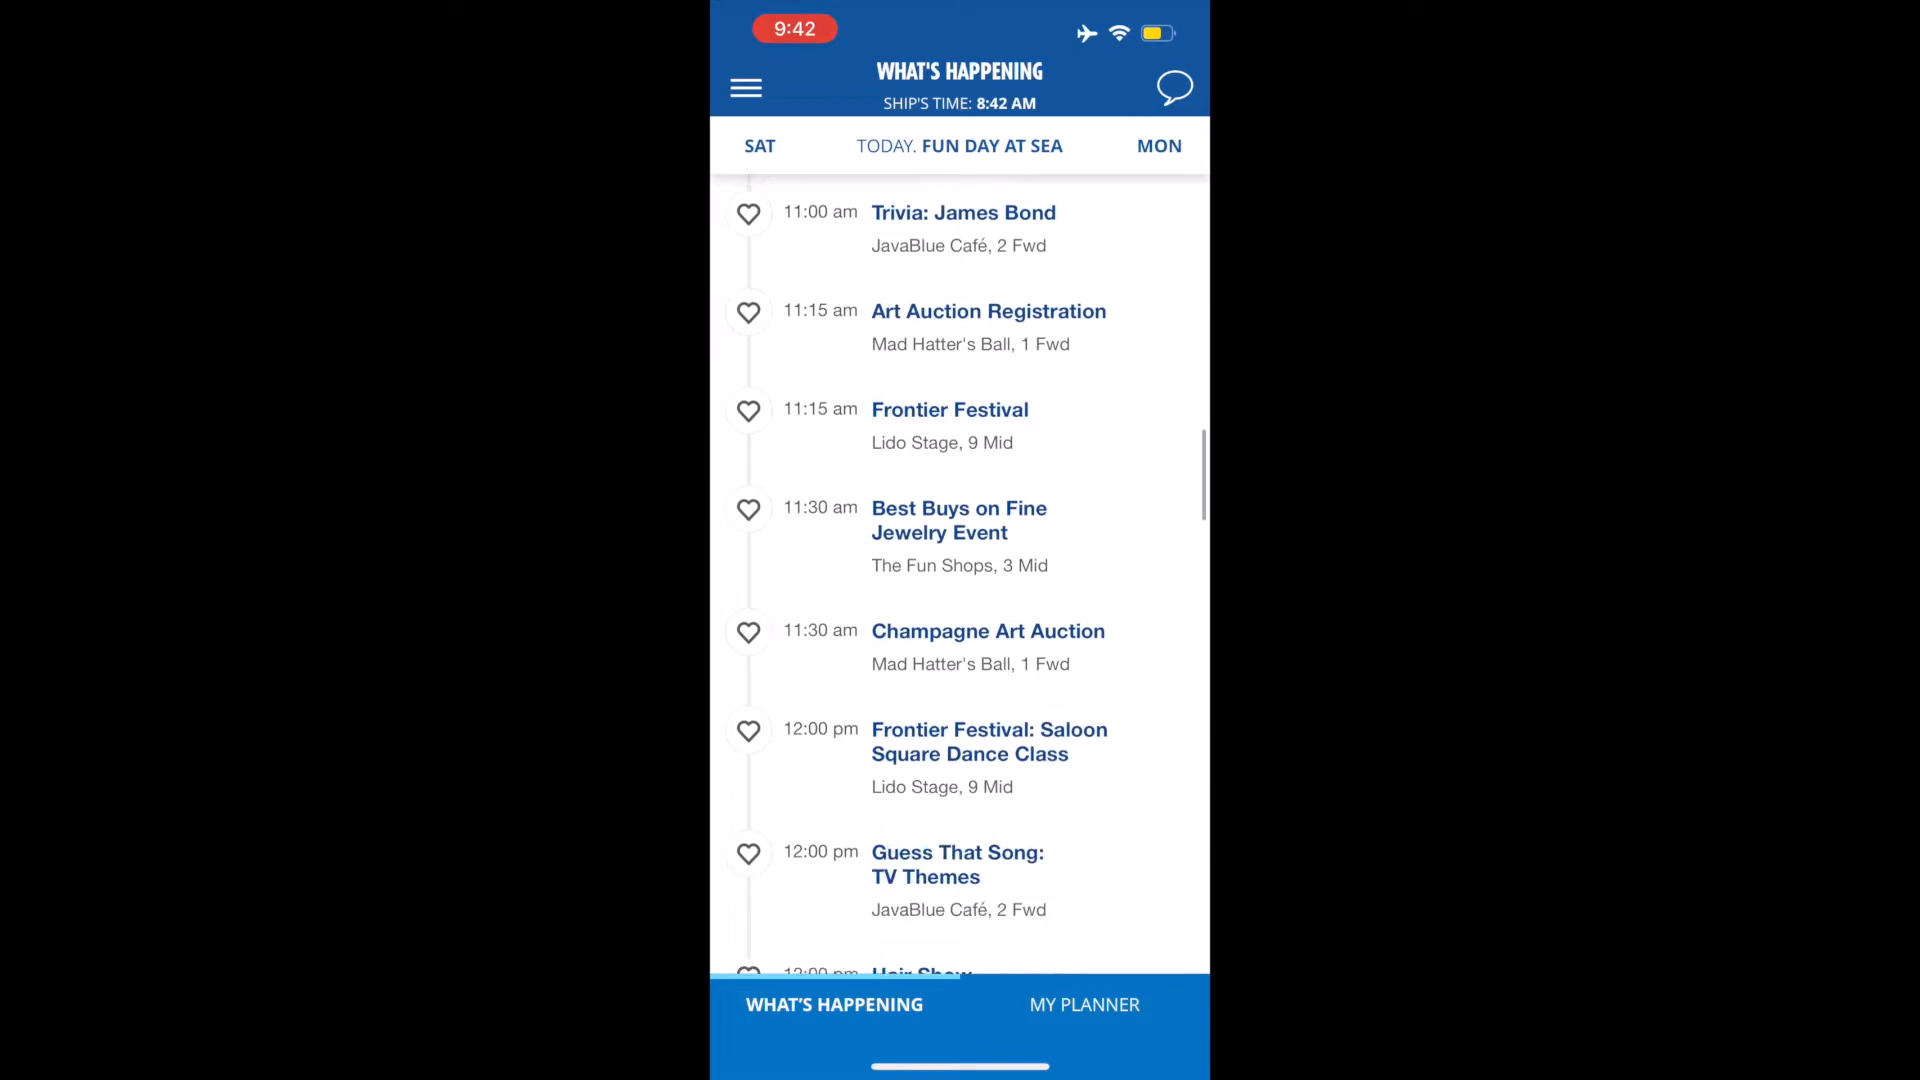 9:42
WHAT'S HAPPENING
SHIP'S TIME: 8:42 AM
SAT
TODAY. FUN DAY AT SEA
MON
11:00 am Trivia: James Bond
JavaBlue Café, 2 Fwd
11:15 am Art Auction Registration
Mad Hatter's Ball, 1 Fwd
11:15 am Frontier Festival
Lido Stage, 9 Mid
11:30 am Best Buys on Fine
Jewelry Event
The Fun Shops, 3 Mid
11:30 am Champagne Art Auction
Mad Hatter's Ball, 1 Fwd
12:00 pm Frontier Festival: Saloon
Square Dance Class
Lido Stage, 9 Mid
12:00 pm Guess That Song:
TV Themes
JavaBlue Café, 2 Fwd
12:00 pm Hair Show
WHAT'S HAPPENING
MY PLANNER